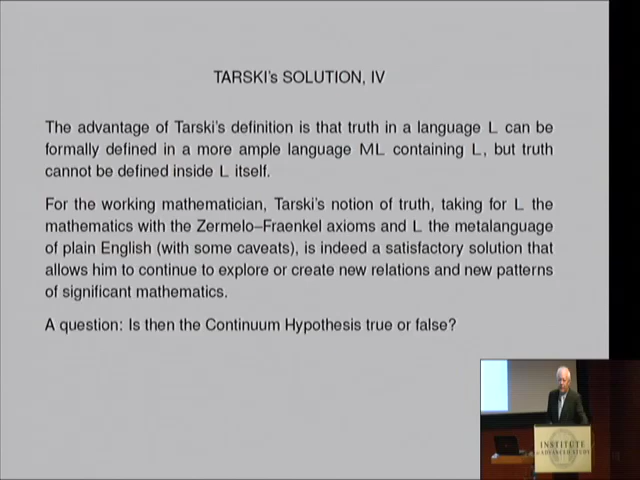 TARSKI's SOLUTION, IV
The advantage of Tarski's definition is that truth in a language L can be
formally defined in a more ample language ML containing L, but truth
cannot be defined inside L itself.
For the working mathematician, Tarski's notion of truth, taking for L the
mathematics with the Zermelo–Fraenkel axioms and L the metalanguage
of plain English (with some caveats), is indeed a satisfactory solution that
allows him to continue to explore or create new relations and new patterns
of significant mathematics.
A question: Is then the Continuum Hypothesis true or false?
INSTITUTE
for ADVANCED STUDY